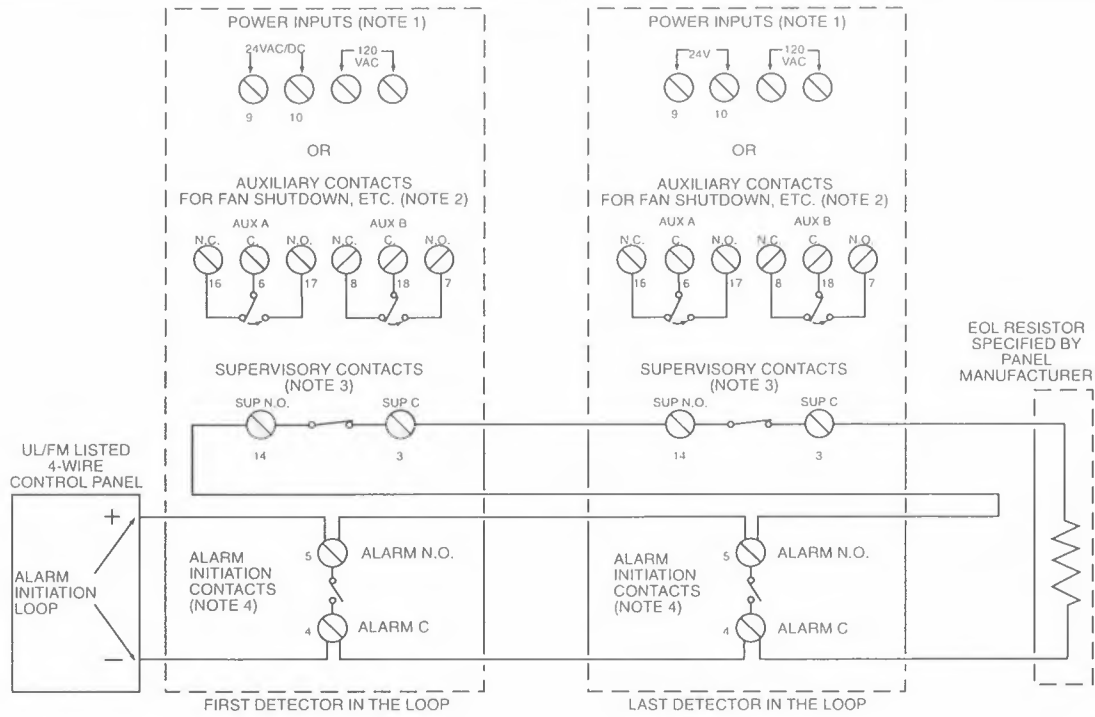 POWER INPUTS (NOTE 1)
24VAC/DC
120
VAC
9
10
OR
AUXILIARY CONTACTS
FOR FAN SHUTDOWN, ETC. (NOTE 2)
AUX A
AUX B
N.C.
C.
N.O.
N.C.
C.
N.O.
16
6
17
8
18
7
SUPERVISORY CONTACTS
(NOTE 3)
SUP N.O.
SUP C
14
3
POWER INPUTS (NOTE 1)
24V
120
VAC
9
10
OR
AUXILIARY CONTACTS
FOR FAN SHUTDOWN, ETC. (NOTE 2)
AUX A
AUX B
N.C.
C.
N.O.
N.C.
C.
N.O.
16
6
17
8
18
7
SUPERVISORY CONTACTS
(NOTE 3)
SUP N.O.
SUP C
14
3
EOL RESISTOR
SPECIFIED BY
PANEL
MANUFACTURER
UL/FM LISTED
4-WIRE
CONTROL PANEL
+
ALARM
INITIATION
LOOP
−
ALARM
INITIATION
CONTACTS
(NOTE 4)
5
ALARM N.O.
4
ALARM C
ALARM
INITIATION
CONTACTS
(NOTE 4)
5
ALARM N.O.
4
ALARM C
FIRST DETECTOR IN THE LOOP
LAST DETECTOR IN THE LOOP